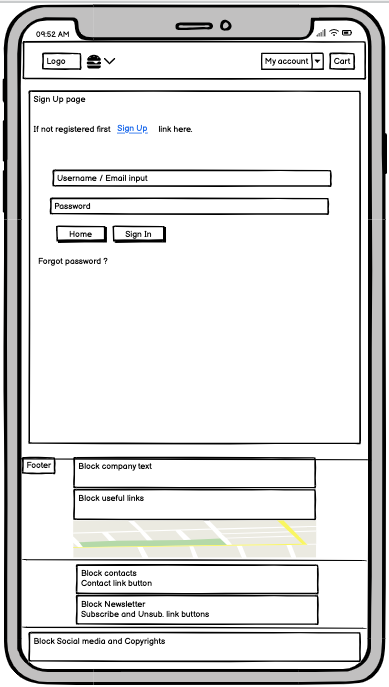 09:52 AM
Logo
My account
Cart
Sign Up page
If not registered first Sign Up link here.
Username / Email input
Password
Home
Sign In
Forgot password ?
Footer
Block company text
Block useful links
Block contacts
Contact link button
Block Newsletter
Subscribe and Unsub. link buttons
Block Social media and Copyrights